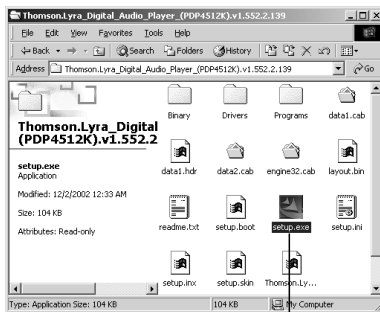 Thomson.Lyra_Digital_Audio_Player_(PDP4512K).v1.552.2.139
File Edit View Favorites Tools Help
Back Search Folders History
Address Thomson.Lyra_Digital_Audio_Player_(PDP4512K).v1.552.2.139 Go
Thomson.Lyra_Digital
(PDP4512K).v1.552.2
setup.exe
Application
Modified: 12/2/2002 12:33 AM
Size: 104 KB
Attributes: Read-only
Binary Drivers Programs data1.cab
data1.hdr data2.cab engine32.cab layout.bin
readme.txt setup.boot setup.exe setup.ini
setup.inx setup.skin Thomson.Ly...
Type: Application Size: 104 KB 104 KB My Computer